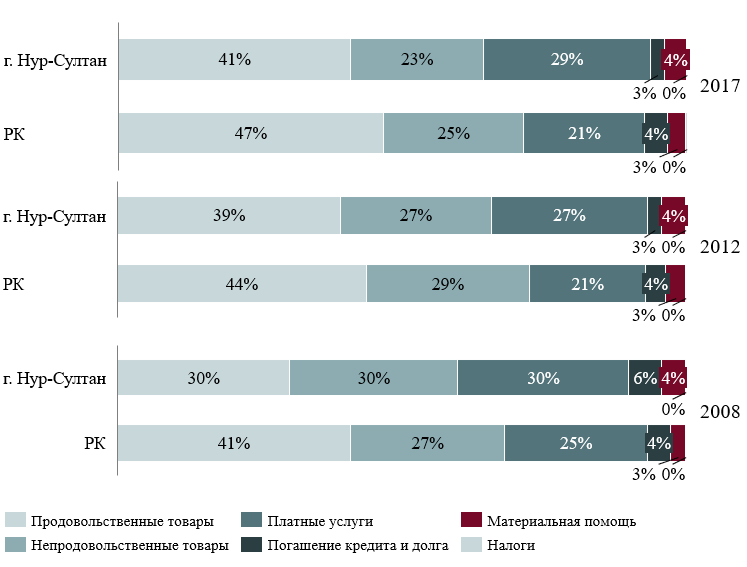 г. Нур-Султан 41% 23% 29% 4%
3% 0% 2017
РК 47% 25% 21% 4%
3% 0%
г. Нур-Султан 39% 27% 27% 4%
3% 0% 2012
РК 44% 29% 21% 4%
3% 0%
г. Нур-Султан 30% 30% 30% 6% 4%
0% 2008
РК 41% 27% 25% 4%
3% 0%
Продовольственные товары Платные услуги Материальная помощь
Непродовольственные товары Погашение кредита и долга Налоги